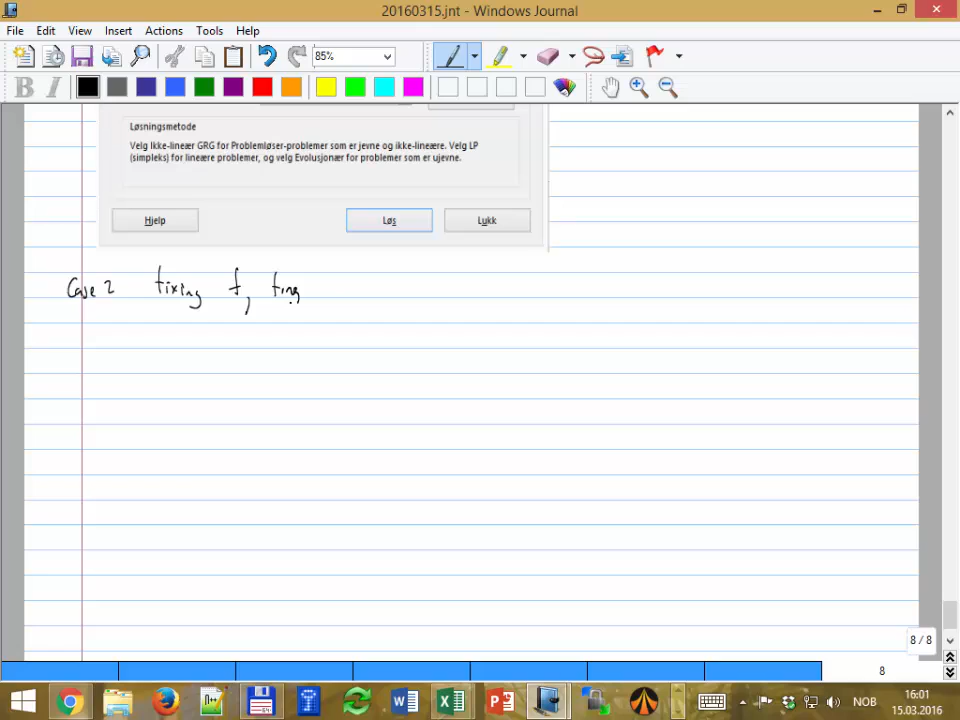 20160315.jnt - Windows Journal
File Edit View Insert Actions Tools Help
85%
B I
Løsningsmetode
Velg Ikke-lineær GRG for Problemløser-problemer som er jevne og ikke-lineære. Velg LP
(simpleks) for lineære problemer, og velg Evolusjonær for problemer som er ujevne.
Hjelp Løs Lukk
Case 2 fixing f,
8 / 8
8
NOB
16:01
15.03.2016